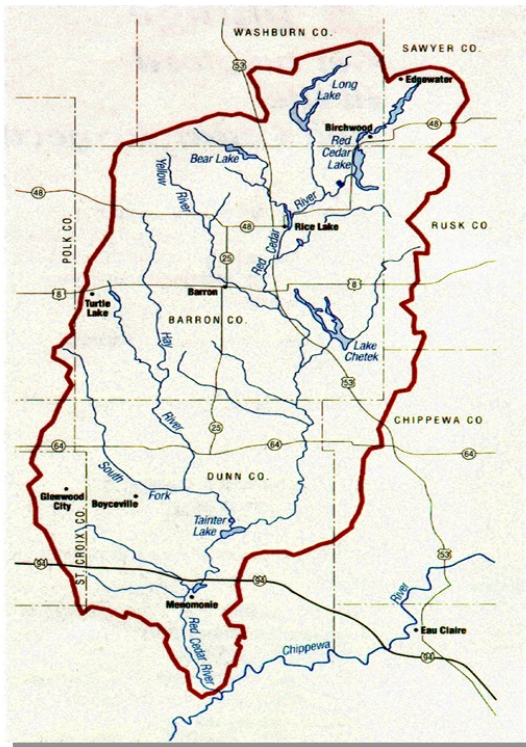 WASHBURN CO.
SAWYER CO.
53
Edgewater
Long
Lake
Birchwood
48
Red
Cedar
Lake
Bear Lake
Yellow
River
River
48
48
Rice Lake
RUSK CO.
POLK CO.
Red Cedar
25
8
8
Turtle
Lake
Barron
BARRON CO.
Hay
River
Lake
Chetek
53
CHIPPEWA CO
25
64
64
64
South
Fork
DUNN CO.
Glenwood
City
Boyceville
Tainter
Lake
ST. CROIX CO.
94
94
53
Menomonie
River
Red Cedar River
Eau Claire
Chippewa
94